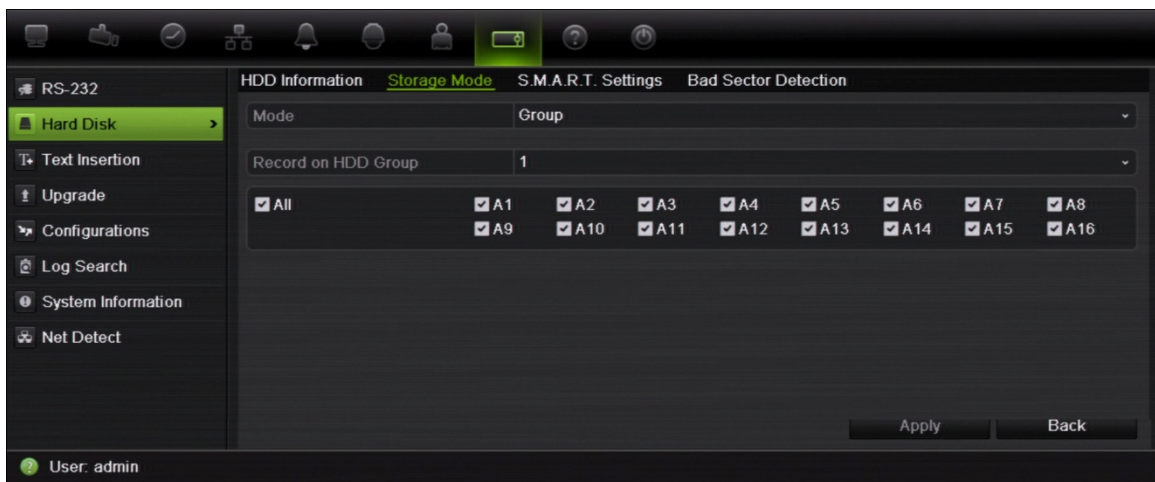 HDD Information Storage Mode S.M.A.R.T. Settings Bad Sector Detection
RS-232
Hard Disk
Text Insertion
Upgrade
Configurations
Log Search
System Information
Net Detect
Mode Group
Record on HDD Group 1
All A1 A2 A3 A4 A5 A6 A7 A8
A9 A10 A11 A12 A13 A14 A15 A16
Apply Back
User: admin